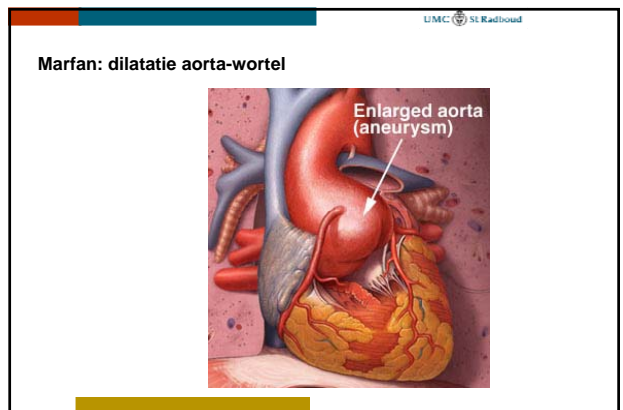 UMC St Radboud
Marfan: dilatatie aorta-wortel
Enlarged aorta
(aneurysm)